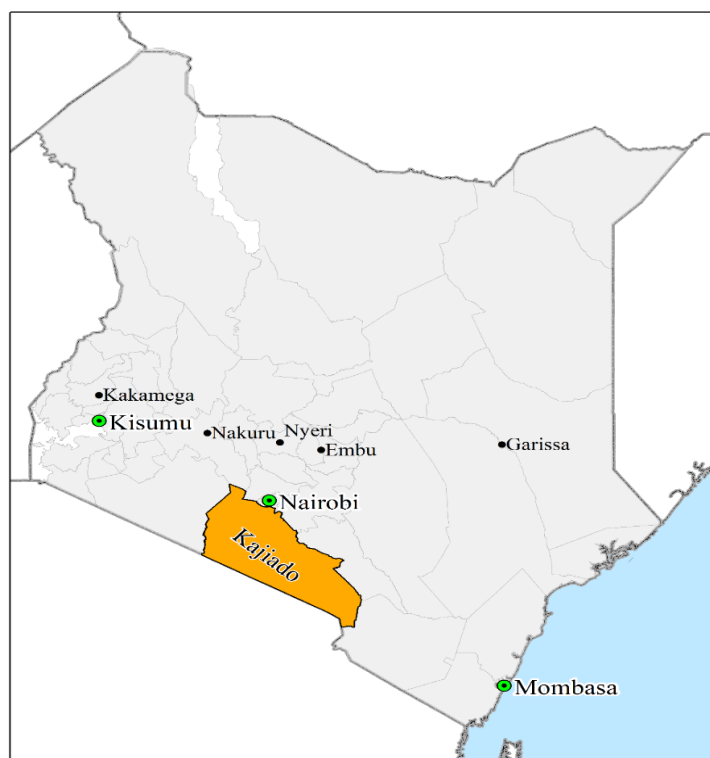 Kakamega
Kisumu
Nakuru
Nyeri
Embu
Garissa
Nairobi
Kajiado
Mombasa